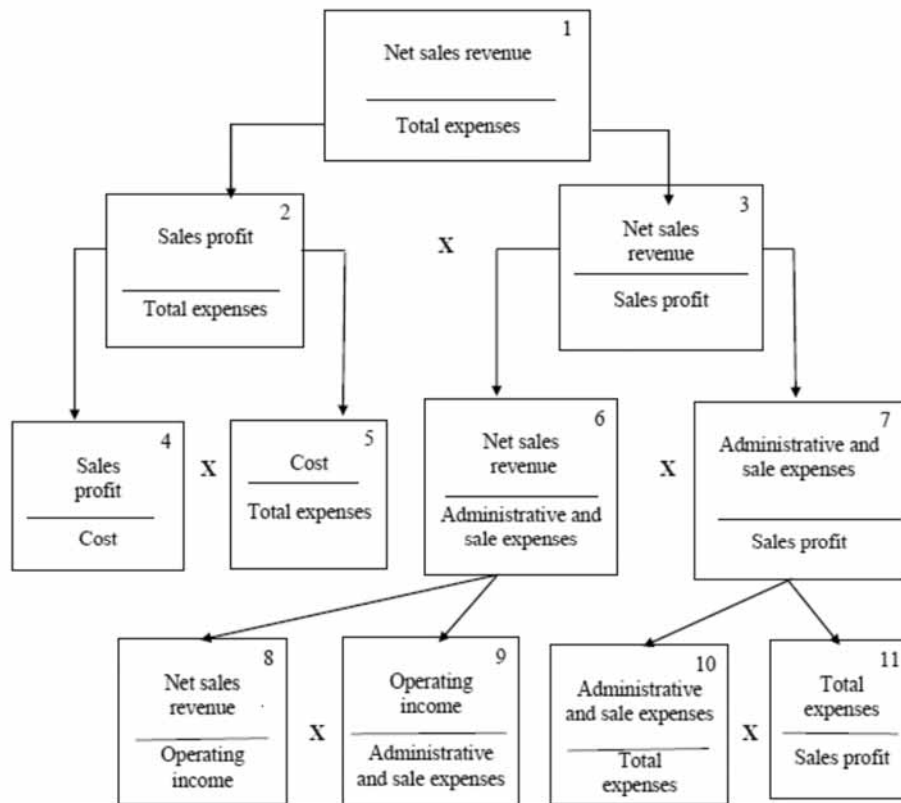 1
Net sales revenue
Total expenses
2
Sales profit
Total expenses
X
3
Net sales
revenue
Sales profit
4
Sales
profit
Cost
X
5
Cost
Total expenses
6
Net sales
revenue
Administrative and
sale expenses
X
7
Administrative and
sale expenses
Sales profit
8
Net sales
revenue
Operating
income
X
9
Operating
income
Administrative
and sale expenses
10
Administrative
and sale expenses
Total
expenses
X
11
Total
expenses
Sales profit